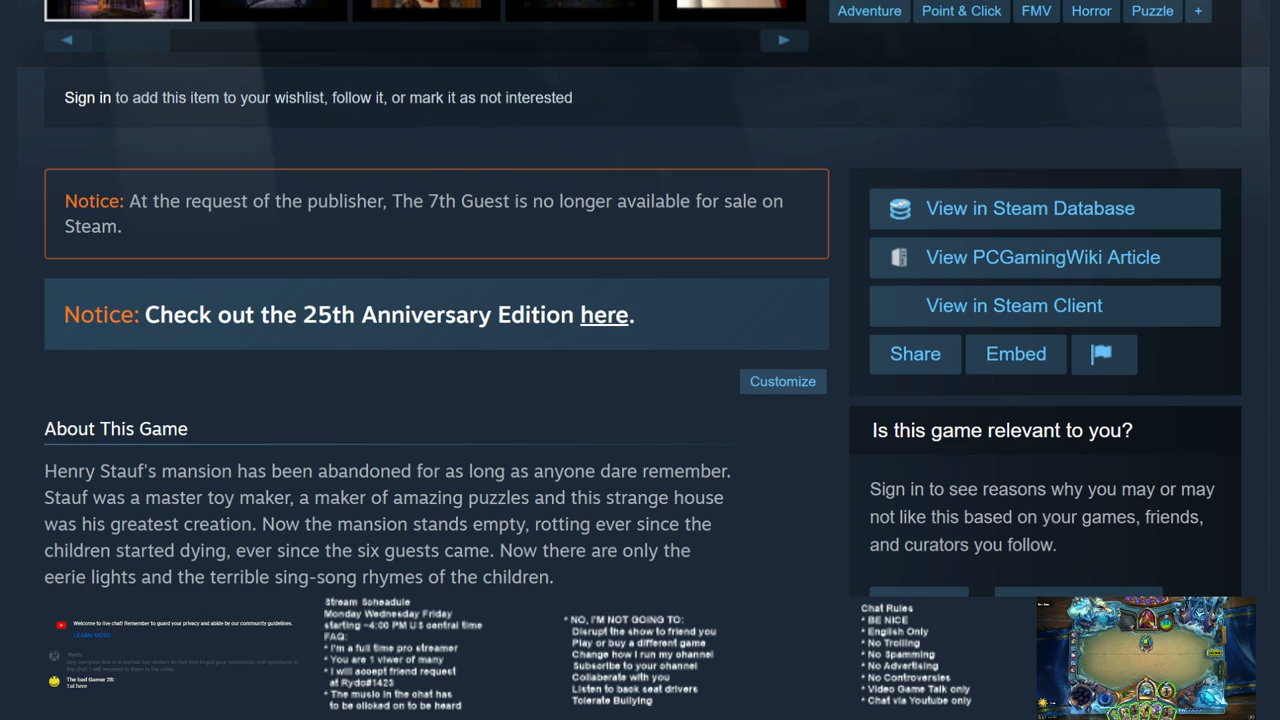 Adventure Point & Click FMV Horror Puzzle +
Sign in to add this item to your wishlist, follow it, or mark it as not interested
Notice: At the request of the publisher, The 7th Guest is no longer available for sale on
Steam.
Notice: Check out the 25th Anniversary Edition here.
Customize
View in Steam Database
View PCGamingWiki Article
View in Steam Client
Share Embed
About This Game
Henry Stauf's mansion has been abandoned for as long as anyone dare remember.
Stauf was a master toy maker, a maker of amazing puzzles and this strange house
was his greatest creation. Now the mansion stands empty, rotting ever since the
children started dying, ever since the six guests came. Now there are only the
eerie lights and the terrible sing-song rhymes of the children.
Is this game relevant to you?
Sign in to see reasons why you may or may
not like this based on your games, friends,
and curators you follow.
Welcome to live chat! Remember to guard your privacy and abide by our community guidelines.
LEARN MORE
The bad Gamer 28:
1st here
Stream Scheadule
Monday Wednesday Friday
starting ~4:00 PM US central time
FAQ:
* I'm a full time pro streamer
* You are 1 viwer of many
* I will accept friend request
at Rydo#1423
* The music in the chat has
to be clicked on to be heard
* NO, I'M NOT GOING TO:
Disrupt the show to friend you
Play or buy a different game
Change how I run my channel
Subscribe to your channel
Collaberate with you
Listen to back seat drivers
Tolerate Bullying
Chat Rules
* BE NICE
* English Only
* No Trolling
* No Spamming
* No Advertising
* No Controversies
* Video Game Talk only
* Chat via Youtube only